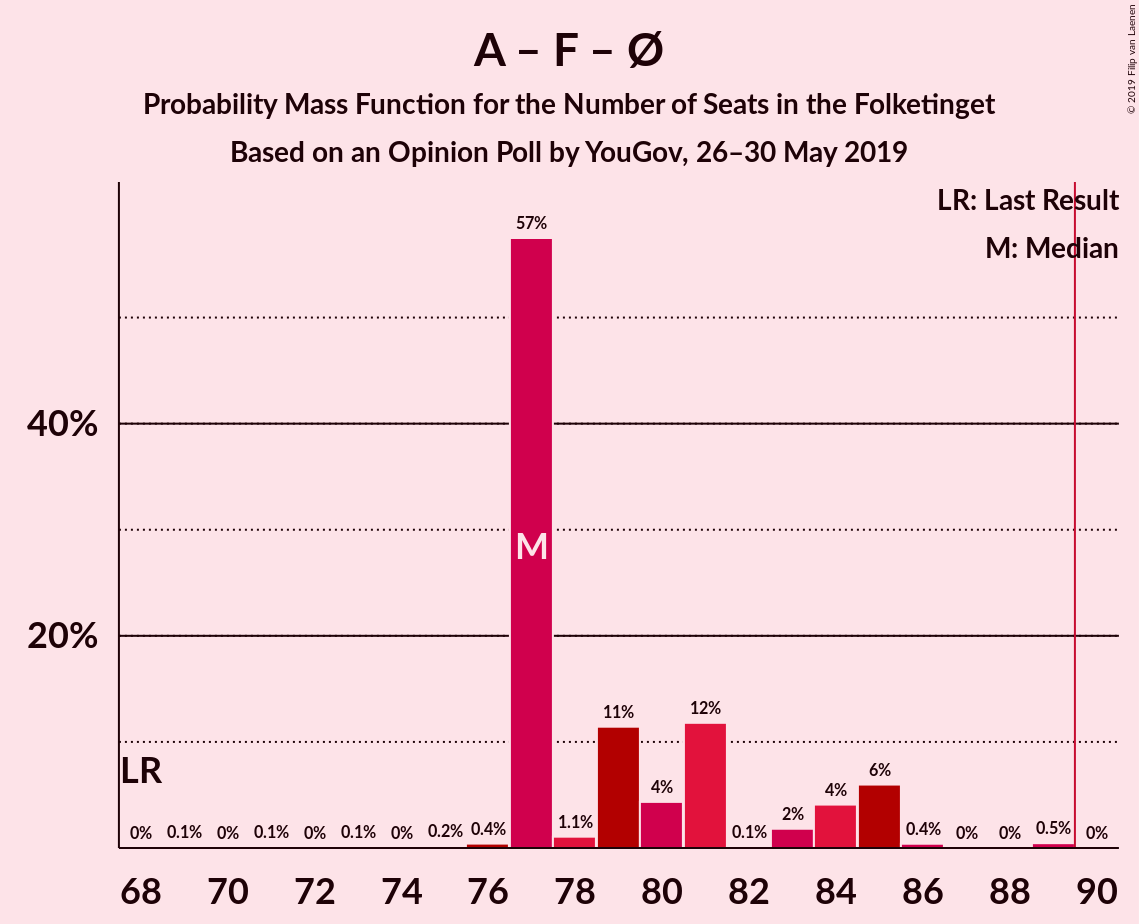 A – F – Ø
Probability Mass Function for the Number of Seats in the Folketinget
Based on an Opinion Poll by YouGov, 26–30 May 2019
© 2019 Filip van Laenen
LR: Last Result
M: Median
57%
40%
M
20%
12%
11%
LR
6%
4%
4%
2%
0% 0.1% 0% 0.1% 0% 0.1% 0% 0.2% 0.4% 1.1% 0.1% 0.4% 0% 0% 0.5% 0%
68 70 72 74 76 78 80 82 84 86 88 90